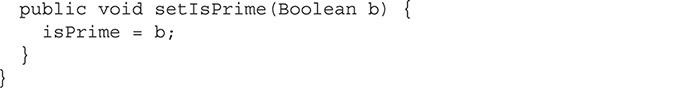 public void setIsPrime(Boolean b) {
    isPrime = b;
  }
}